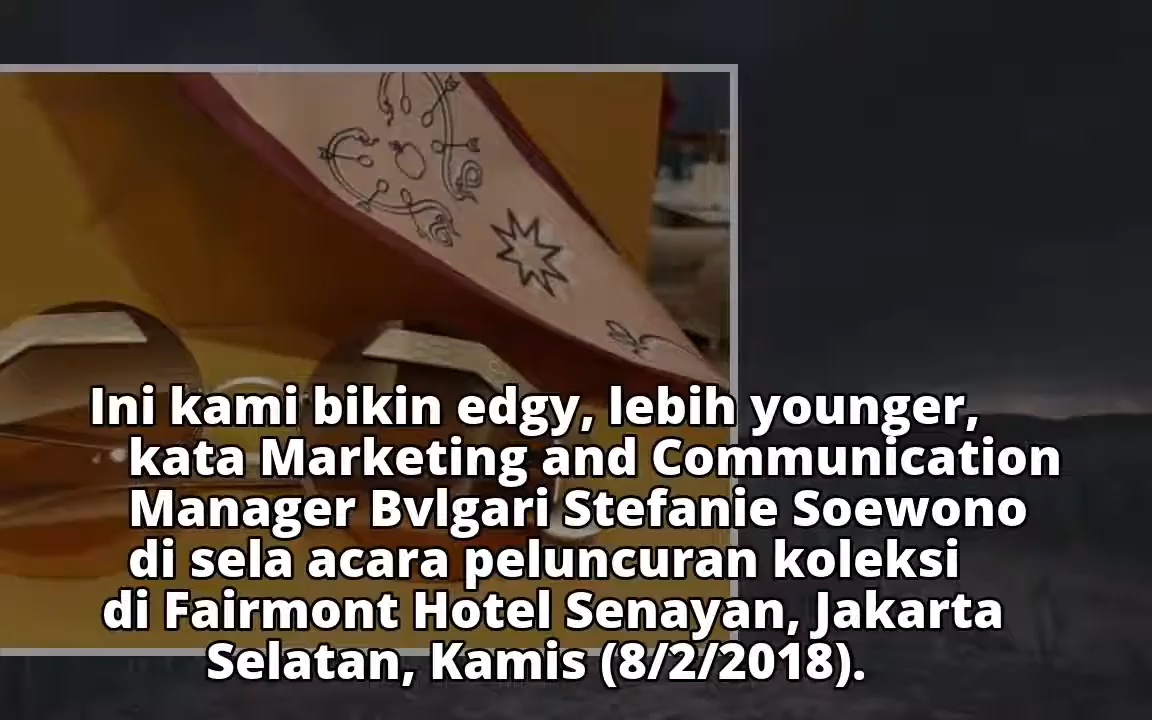 Ini kami bikin edgy, lebih younger,
kata Marketing and Communication
Manager Bvlgari Stefanie Soewono
di sela acara peluncuran koleksi
di Fairmont Hotel Senayan, Jakarta
Selatan, Kamis (8/2/2018).